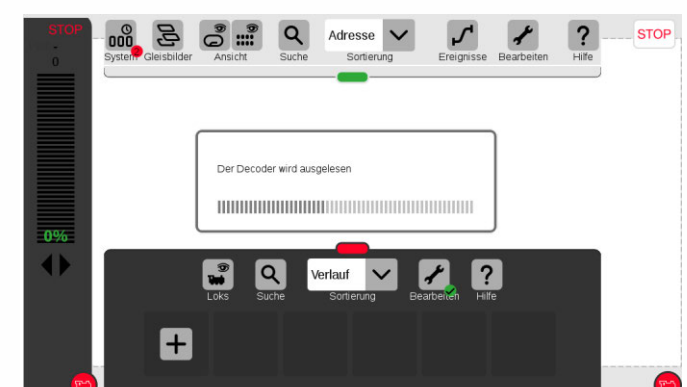 STOP
-
0
0%
System Gleisbilder Ansicht Suche Adresse Sortierung Ereignisse Bearbeiten Hilfe
STOP
Der Decoder wird ausgelesen
Loks Suche Verlauf Sortierung Bearbeiten Hilfe